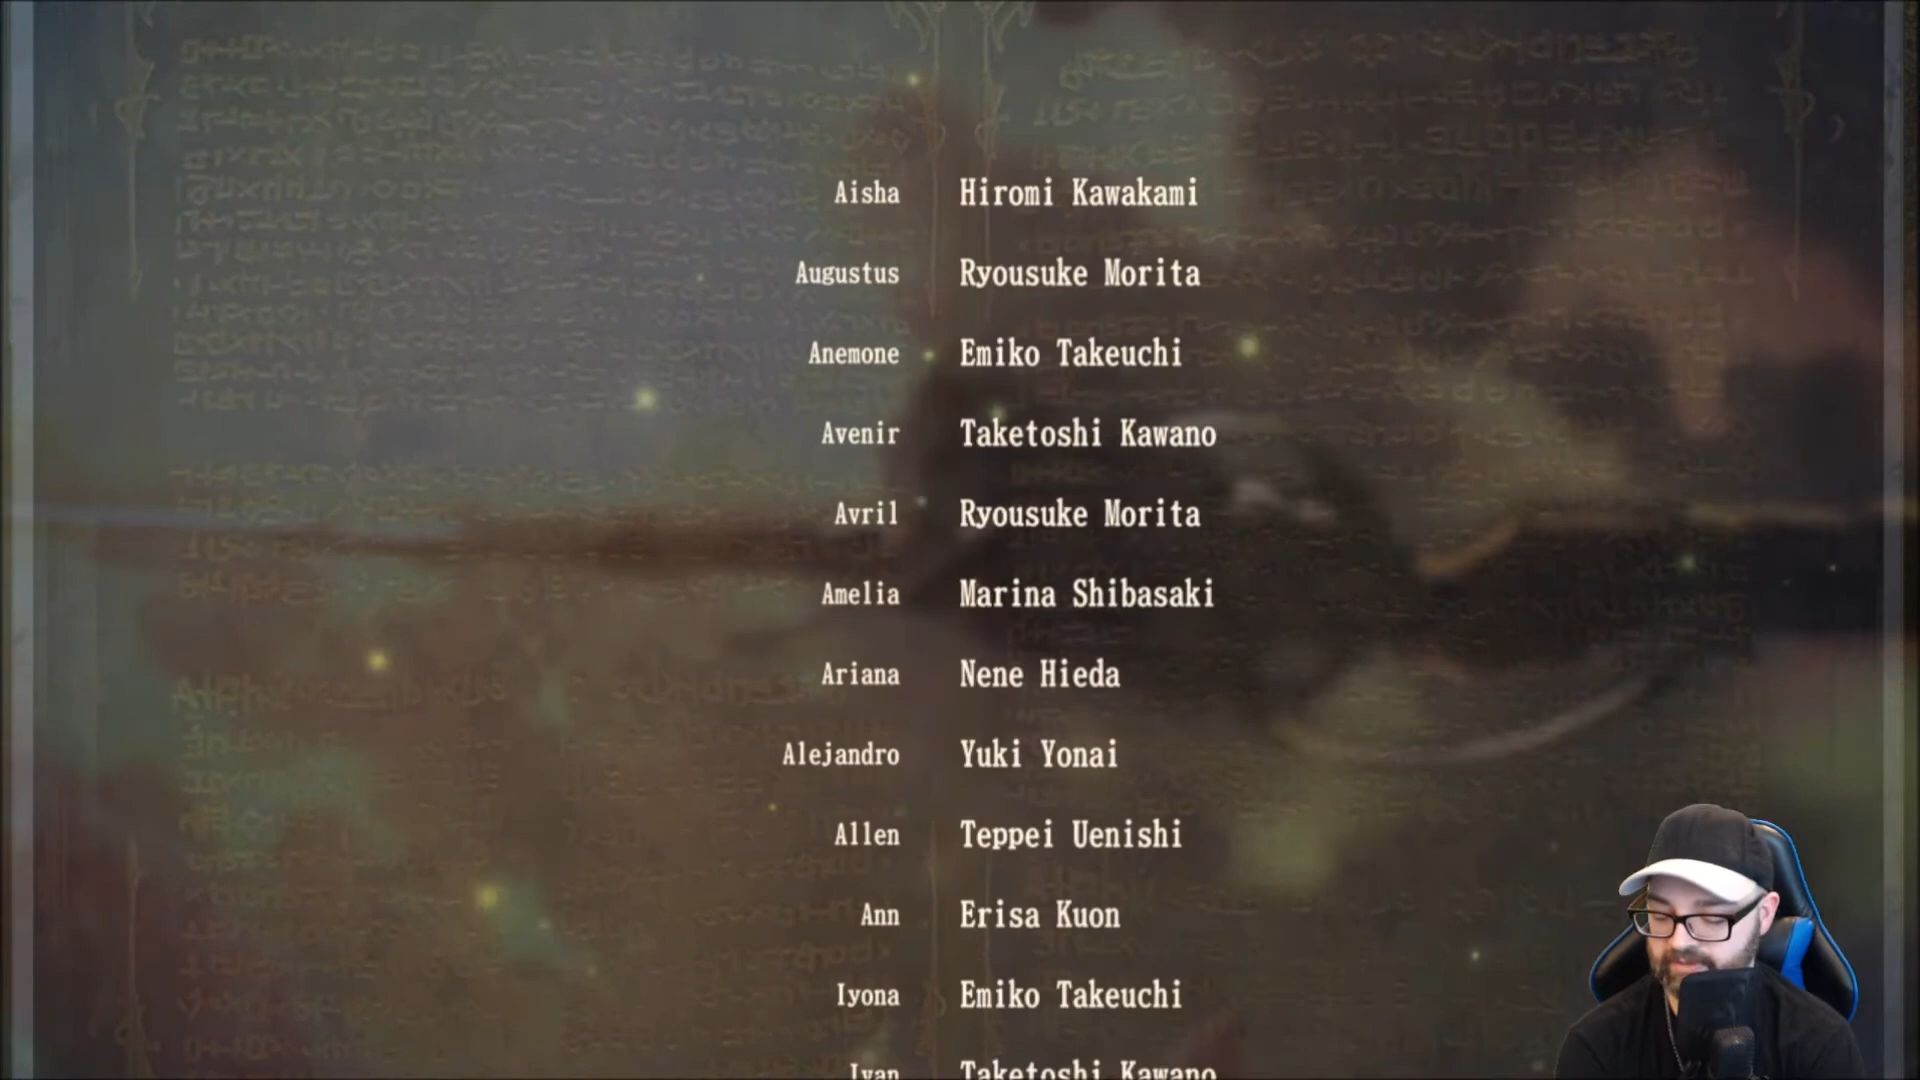 Aisha Hiromi Kawakami
Augustus Ryousuke Morita
Anemone Emiko Takeuchi
Avenir Taketoshi Kawano
Avril Ryousuke Morita
Amelia Marina Shibasaki
Ariana Nene Hieda
Alejandro Yuki Yonai
Allen Teppei Uenishi
Ann Erisa Kuon
Iyona Emiko Takeuchi
Ivan Taketoshi Kawano